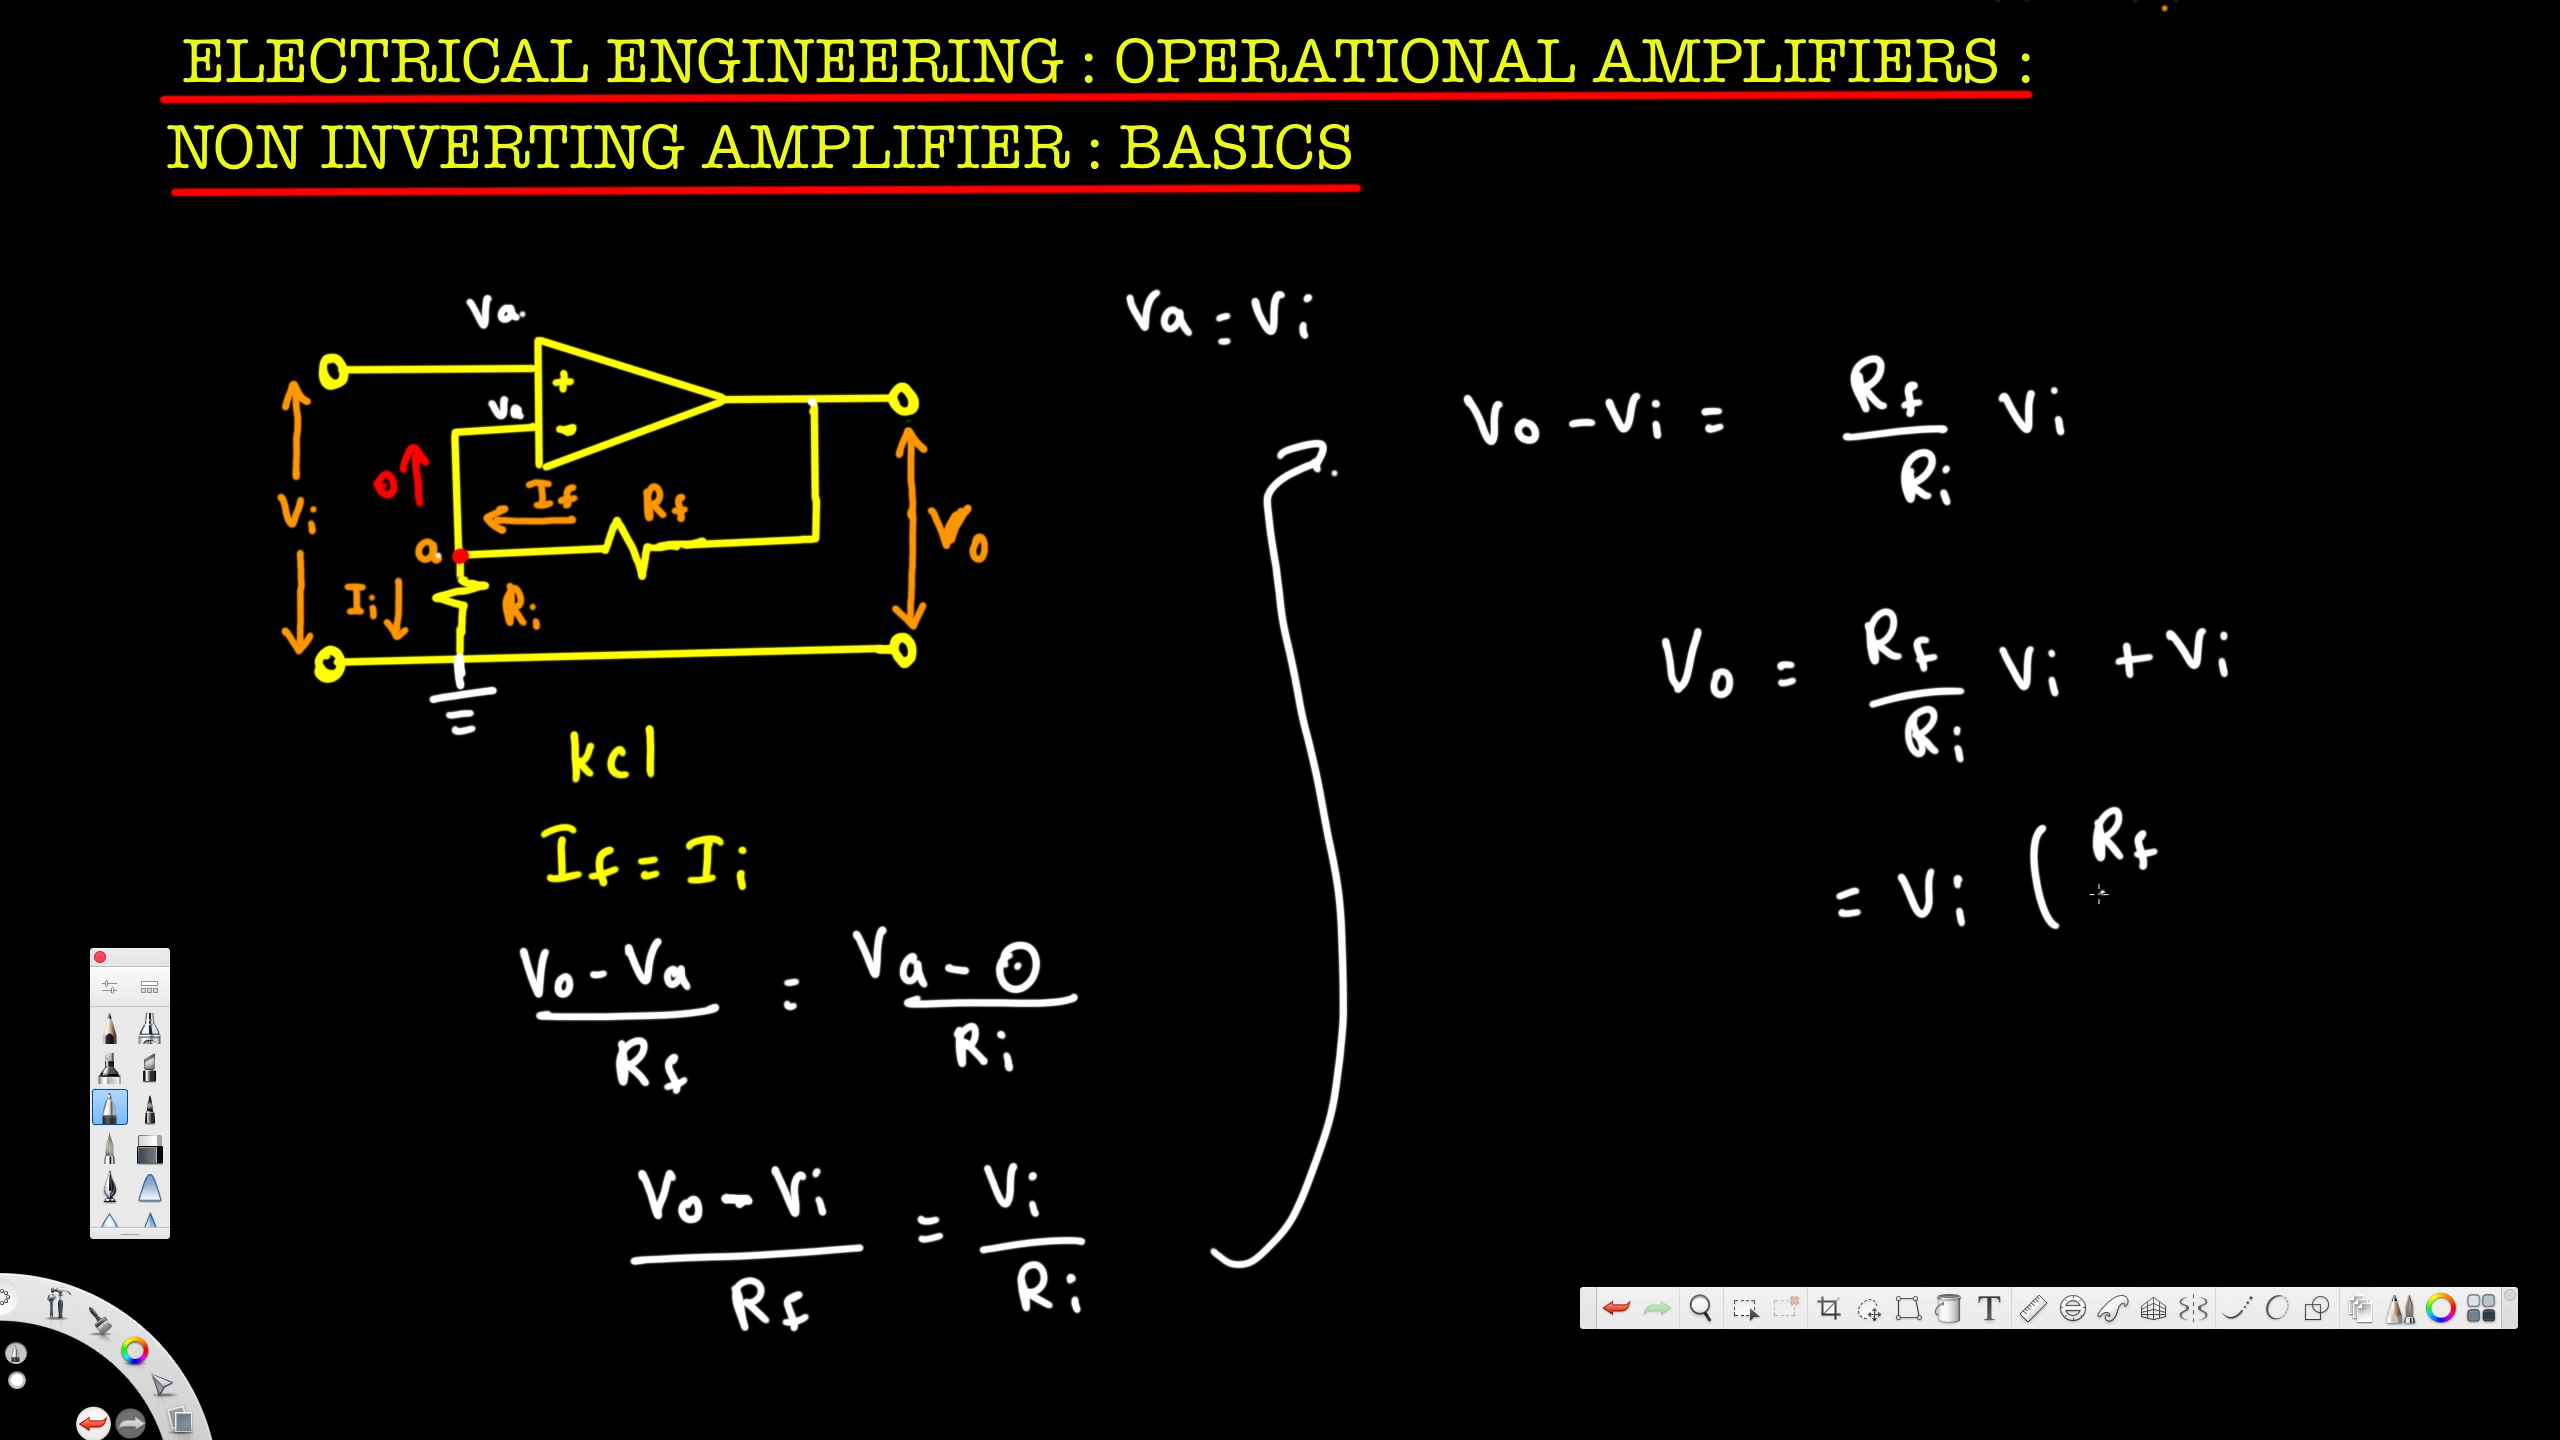 ELECTRICAL ENGINEERING : OPERATIONAL AMPLIFIERS :
NON INVERTING AMPLIFIER : BASICS
Va.
+
Va
-
0
If
Rf
Vi
a.
Ii
Ri
Vo
kcl
If = Ii
Vo - Va = Va - 0
Rf Ri
Vo - Vi = Vi
Rf Ri
Va = Vi
Vo - Vi = Rf Vi
Ri
Vo = Rf Vi + Vi
Ri
= Vi ( Rf
T